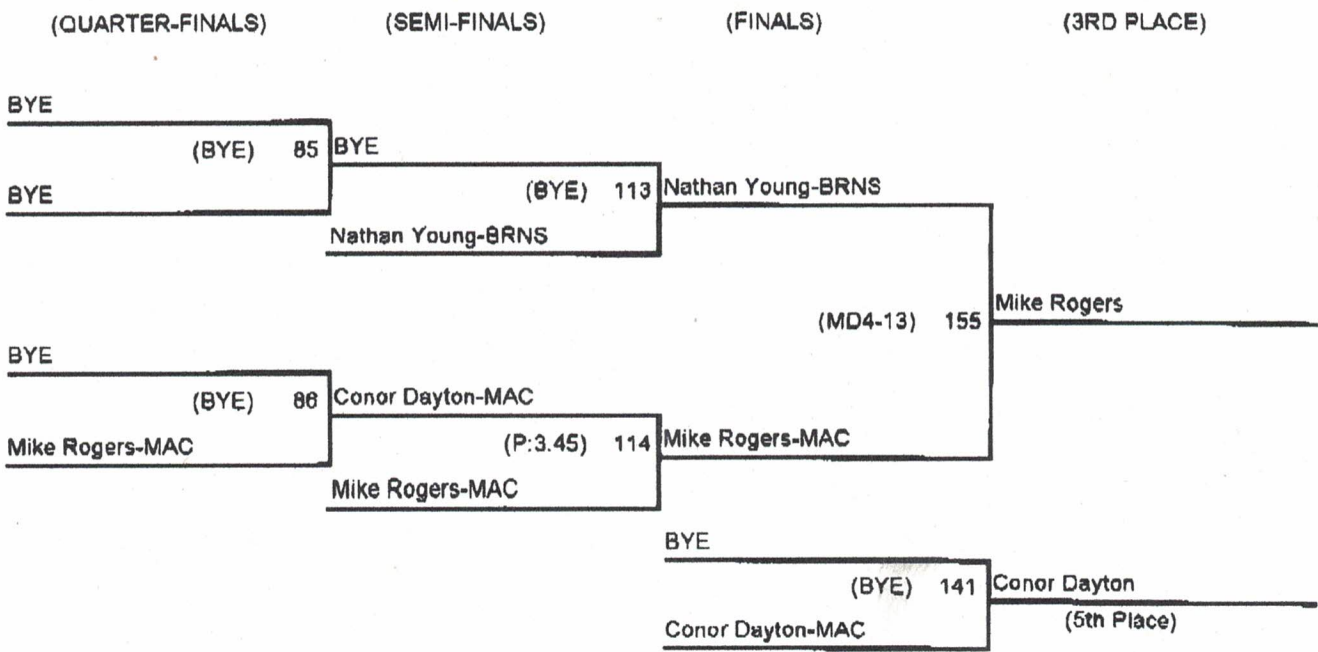 (QUARTER-FINALS) (SEMI-FINALS) (FINALS) (3RD PLACE)
BYE
(BYE) 85 BYE
BYE
(BYE) 113 Nathan Young-BRNS
Nathan Young-BRNS
(MD4-13) 155 Mike Rogers
BYE
(BYE) 86 Conor Dayton-MAC
Mike Rogers-MAC
(P:3.45) 114 Mike Rogers-MAC
Mike Rogers-MAC
BYE
(BYE) 141 Conor Dayton
(5th Place)
Conor Dayton-MAC